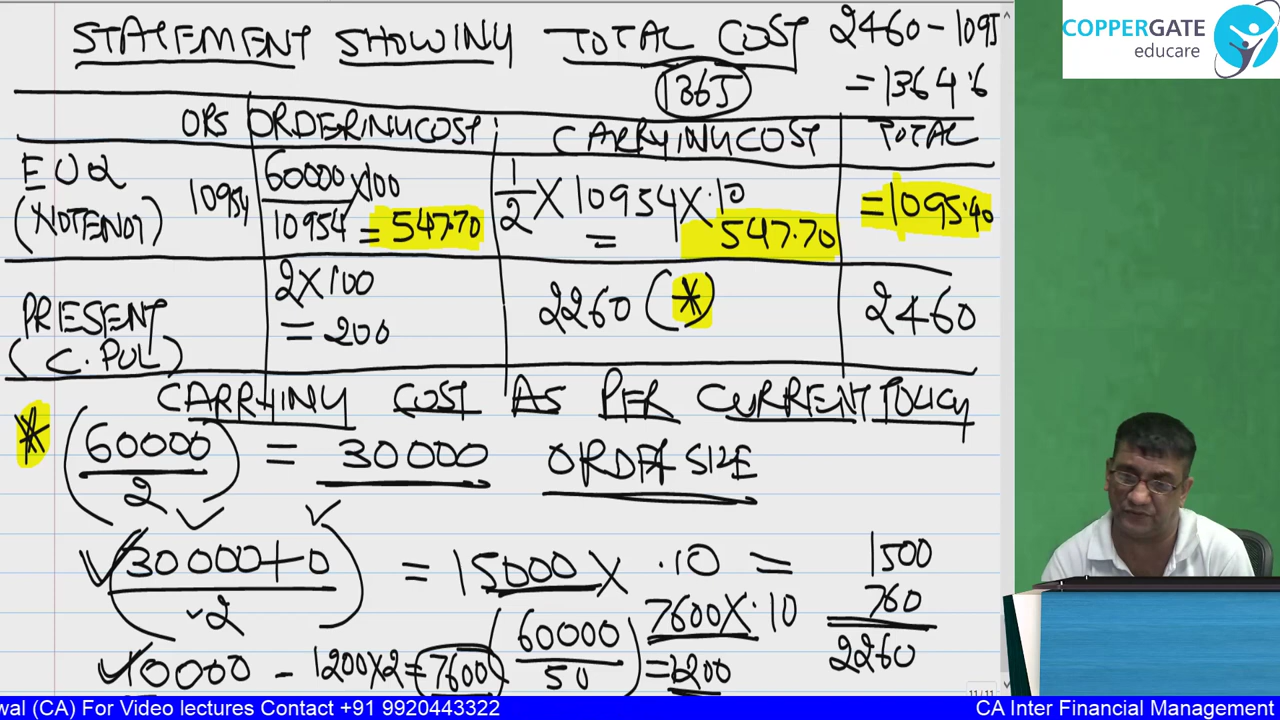 STATEMENT SHOWING TOTAL COST 2460 - 1095
1365 = 1364.6
COPPERGATE
educare
ORS ORDERING COST CARRYING COST TOTAL
EOQ (NOTENOT) 10954 60000/10954 X 100 = 547.70 1/2 X 10954 X .10 = 547.70 = 1095.40
PRESENT (C. POL) 2 X 100 = 200 2260 (*) 2460
CARRYING COST AS PER CURRENT POLICY
* (60000/2) = 30000 ORDER SIZE
(30000+0/2) = 15000 X .10 = 1500
7600 X .10 760
10000 - 1200X2 = 7600 (60000/50) = 1200 2260
11/11
wal (CA) For Video lectures Contact +91 9920443322 CA Inter Financial Management